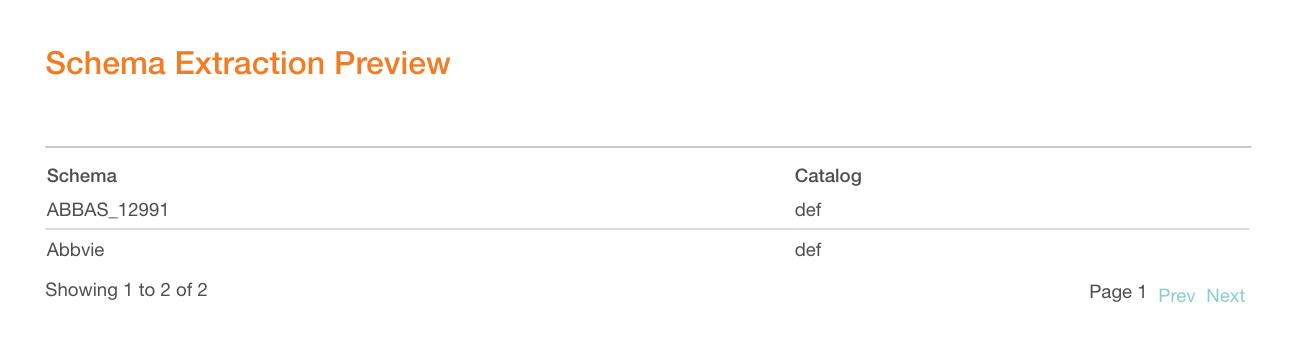 Schema Extraction Preview
Schema Catalog
ABBAS_12991 def
Abbvie def
Showing 1 to 2 of 2 Page 1 Prev Next